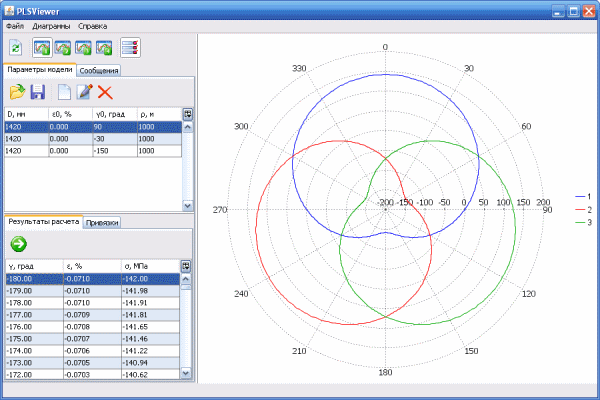 PLSViewer
Файл Диаграммы Справка
Параметры модели Сообщения
D, мм ε0, % γ0, град ρ, м
1420 0.000 90 1000
1420 0.000 -30 1000
1420 0.000 -150 1000
Результаты расчета Привязки
γ, град ε, % σ, МПа
-180.00 -0.0710 -142.00
-179.00 -0.0710 -141.98
-178.00 -0.0710 -141.91
-177.00 -0.0709 -141.81
-176.00 -0.0708 -141.65
-175.00 -0.0707 -141.46
-174.00 -0.0706 -141.22
-173.00 -0.0705 -140.94
-172.00 -0.0703 -140.62
0
330 30
300 60
-200 -150 -100 -50 0 50 100 150 200
270 90
240 120
210 150
180
1
2
3